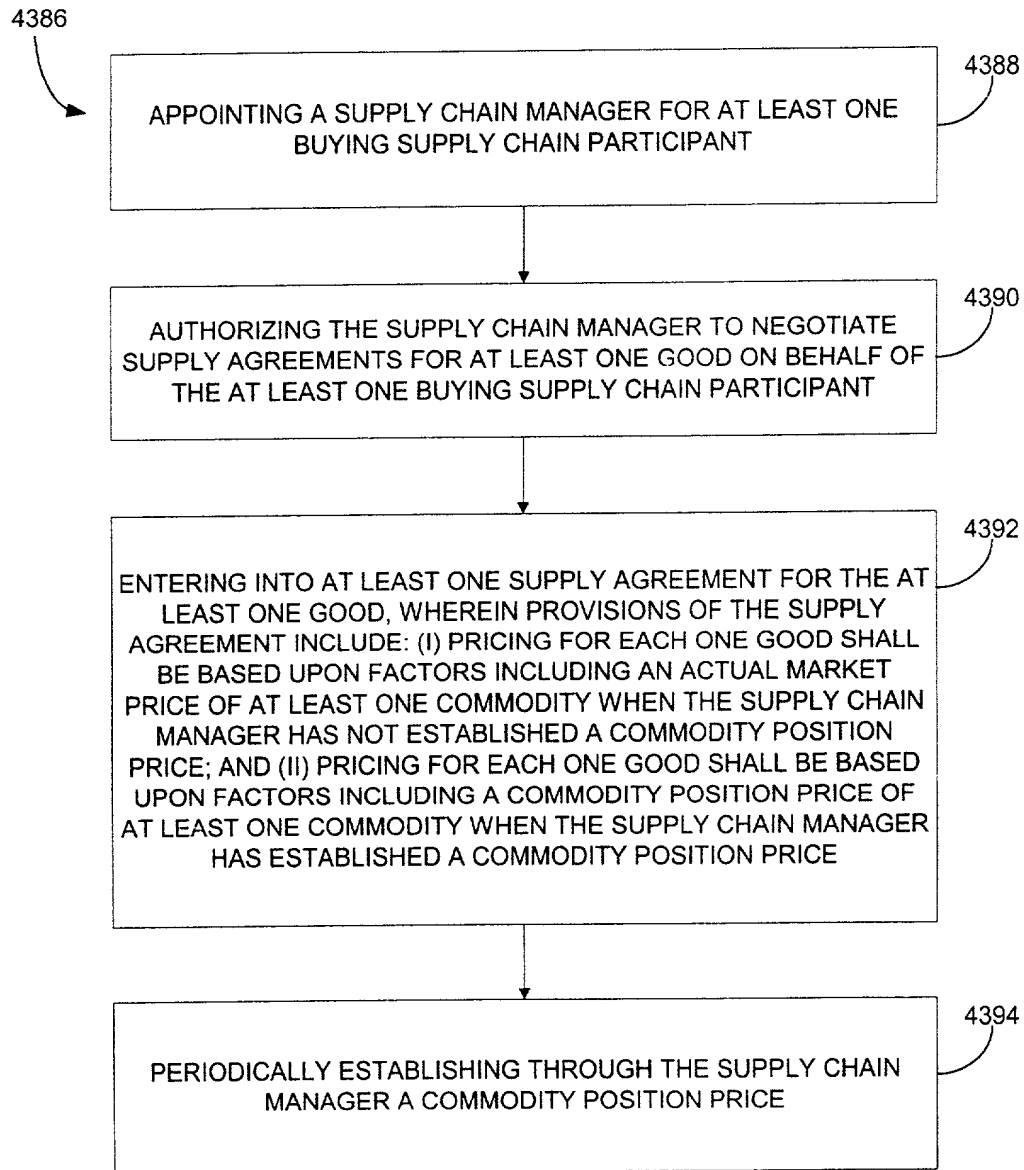 4386
4388
APPOINTING A SUPPLY CHAIN MANAGER FOR AT LEAST ONE
BUYING SUPPLY CHAIN PARTICIPANT
4390
AUTHORIZING THE SUPPLY CHAIN MANAGER TO NEGOTIATE
SUPPLY AGREEMENTS FOR AT LEAST ONE GOOD ON BEHALF OF
THE AT LEAST ONE BUYING SUPPLY CHAIN PARTICIPANT
4392
ENTERING INTO AT LEAST ONE SUPPLY AGREEMENT FOR THE AT
LEAST ONE GOOD, WHEREIN PROVISIONS OF THE SUPPLY
AGREEMENT INCLUDE: (I) PRICING FOR EACH ONE GOOD SHALL
BE BASED UPON FACTORS INCLUDING AN ACTUAL MARKET
PRICE OF AT LEAST ONE COMMODITY WHEN THE SUPPLY CHAIN
MANAGER HAS NOT ESTABLISHED A COMMODITY POSITION
PRICE; AND (II) PRICING FOR EACH ONE GOOD SHALL BE BASED
UPON FACTORS INCLUDING A COMMODITY POSITION PRICE OF
AT LEAST ONE COMMODITY WHEN THE SUPPLY CHAIN MANAGER
HAS ESTABLISHED A COMMODITY POSITION PRICE
4394
PERIODICALLY ESTABLISHING THROUGH THE SUPPLY CHAIN
MANAGER A COMMODITY POSITION PRICE